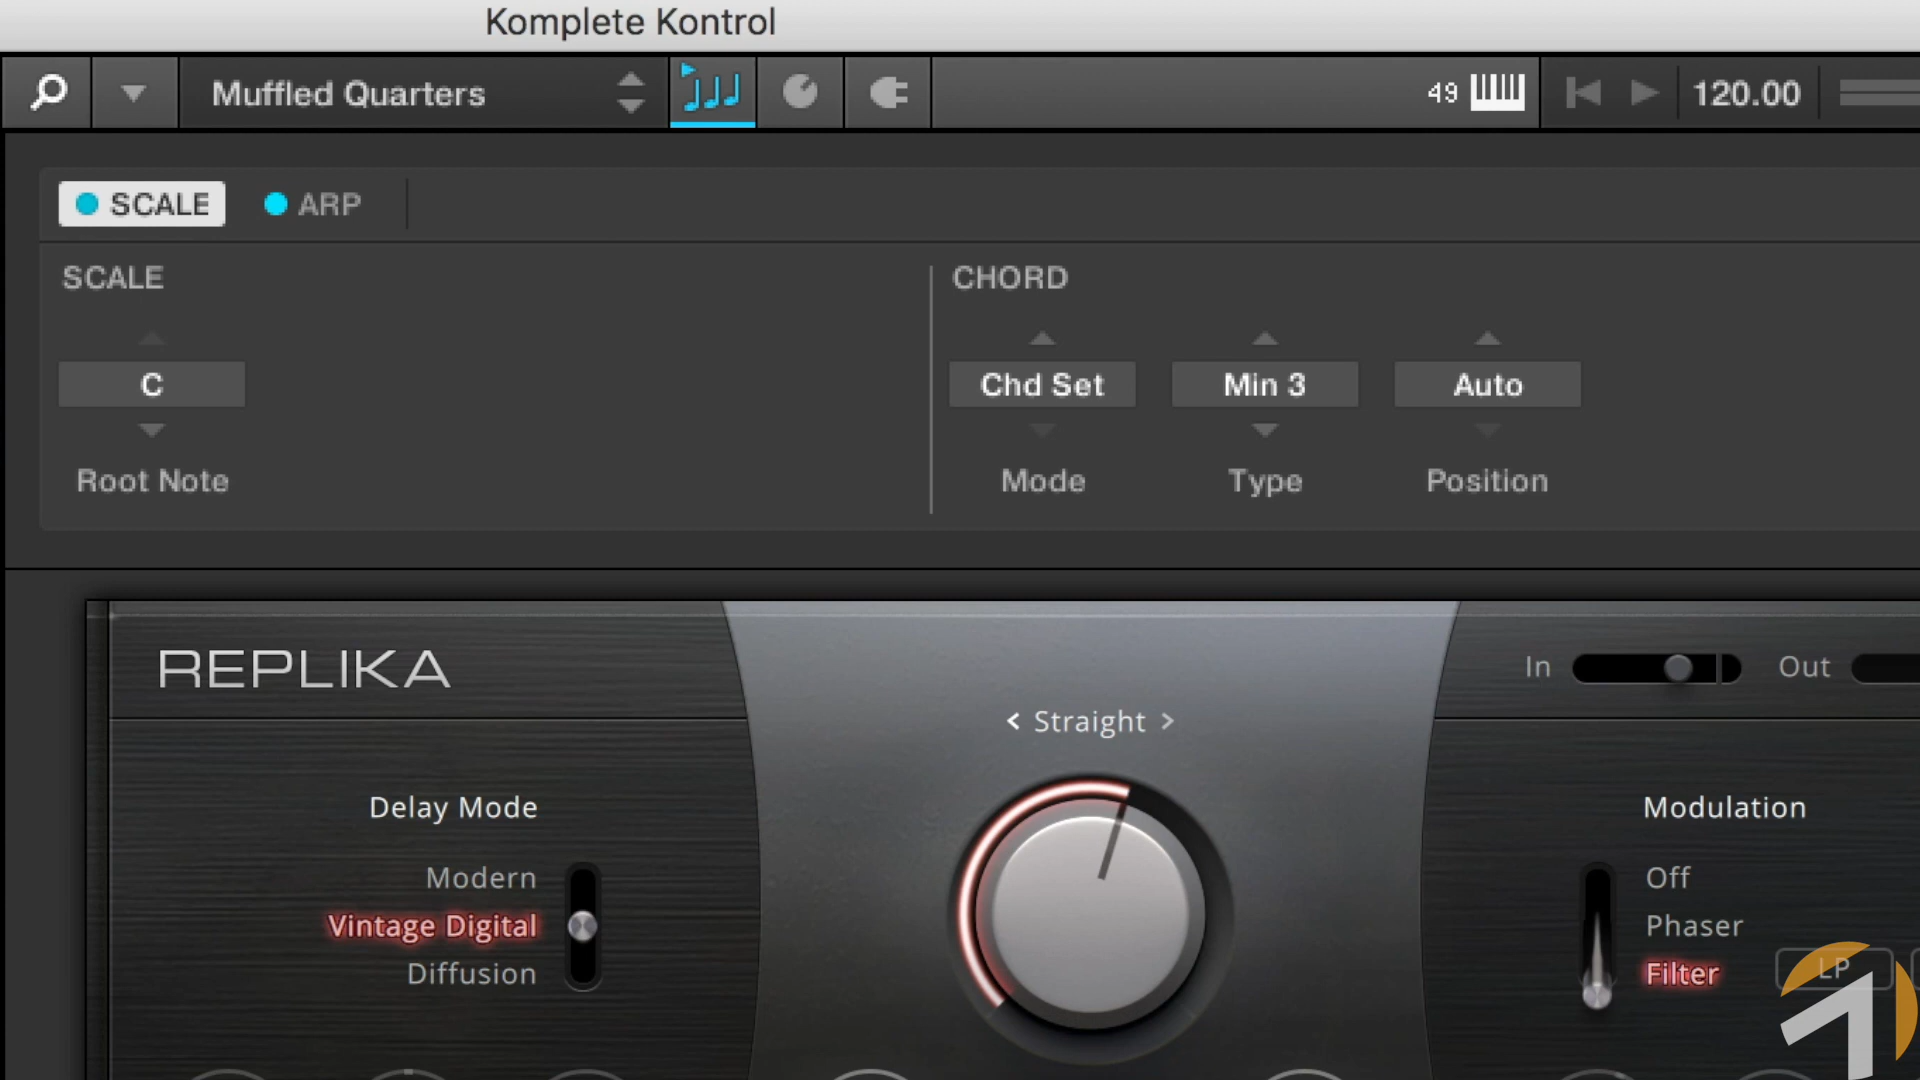 Komplete Kontrol
Muffled Quarters
49
120.00
SCALE ARP
SCALE
CHORD
C
Chd Set
Min 3
Auto
Root Note
Mode
Type
Position
REPLIKA
In
Out
< Straight >
Delay Mode
Modulation
Modern
Vintage Digital
Diffusion
Off
Phaser
Filter
LP